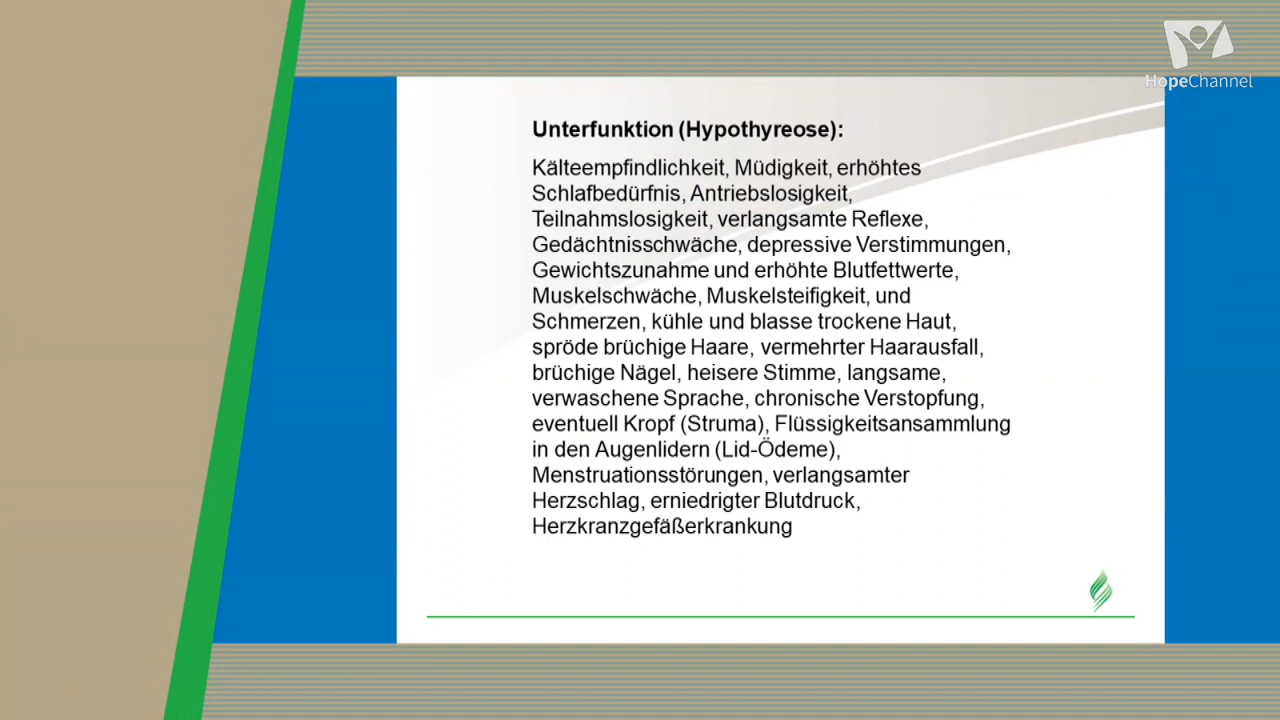 HopeChannel
Unterfunktion (Hypothyreose):
Kälteempfindlichkeit, Müdigkeit, erhöhtes
Schlafbedürfnis, Antriebslosigkeit,
Teilnahmslosigkeit, verlangsamte Reflexe,
Gedächtnisschwäche, depressive Verstimmungen,
Gewichtszunahme und erhöhte Blutfettwerte,
Muskelschwäche, Muskelsteifigkeit, und
Schmerzen, kühle und blasse trockene Haut,
spröde brüchige Haare, vermehrter Haarausfall,
brüchige Nägel, heisere Stimme, langsame,
verwaschene Sprache, chronische Verstopfung,
eventuell Kropf (Struma), Flüssigkeitsansammlung
in den Augenlidern (Lid-Ödeme),
Menstruationsstörungen, verlangsamter
Herzschlag, erniedrigter Blutdruck,
Herzkranzgefäßerkrankung